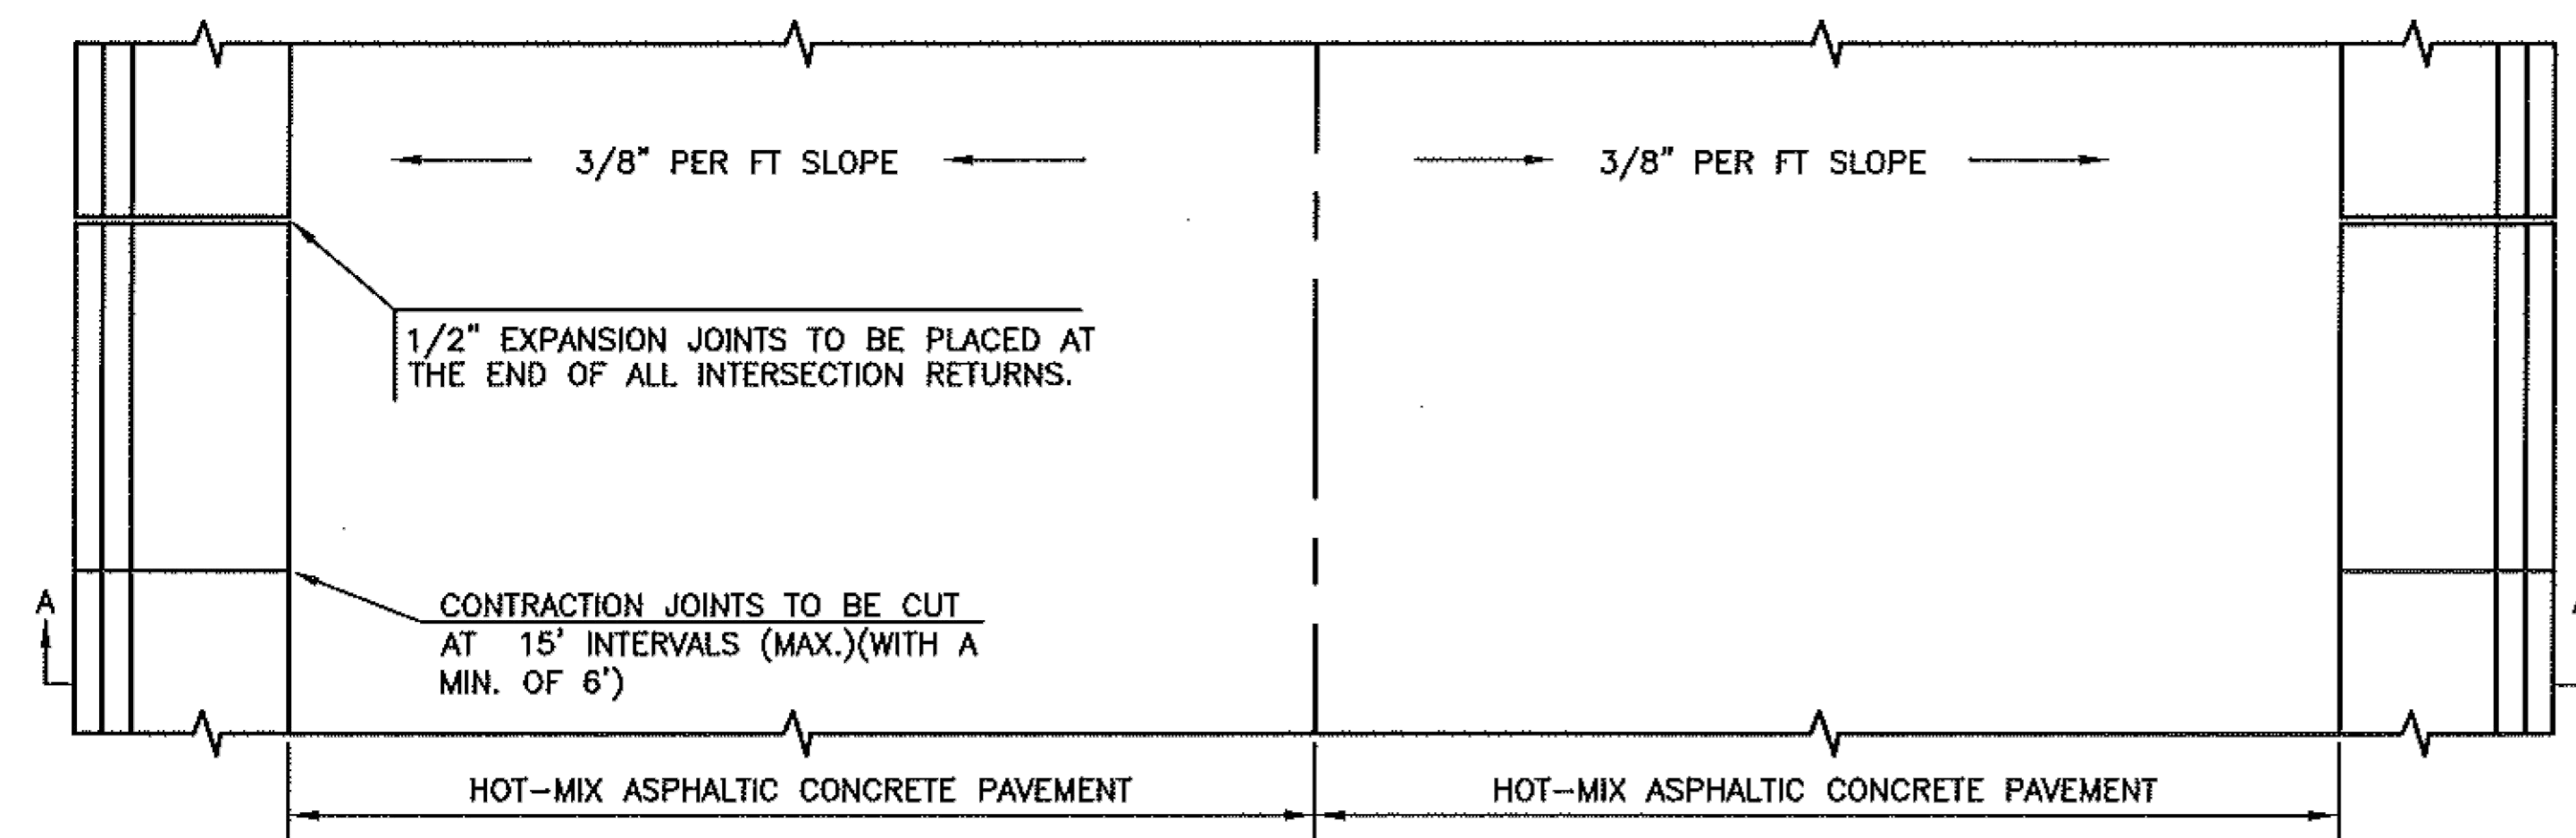 3/8" PER FT SLOPE
3/8" PER FT SLOPE
1/2" EXPANSION JOINTS TO BE PLACED AT
THE END OF ALL INTERSECTION RETURNS.
CONTRACTION JOINTS TO BE CUT
AT 15' INTERVALS (MAX.)(WITH A
MIN. OF 6')
A
HOT-MIX ASPHALTIC CONCRETE PAVEMENT
HOT-MIX ASPHALTIC CONCRETE PAVEMENT